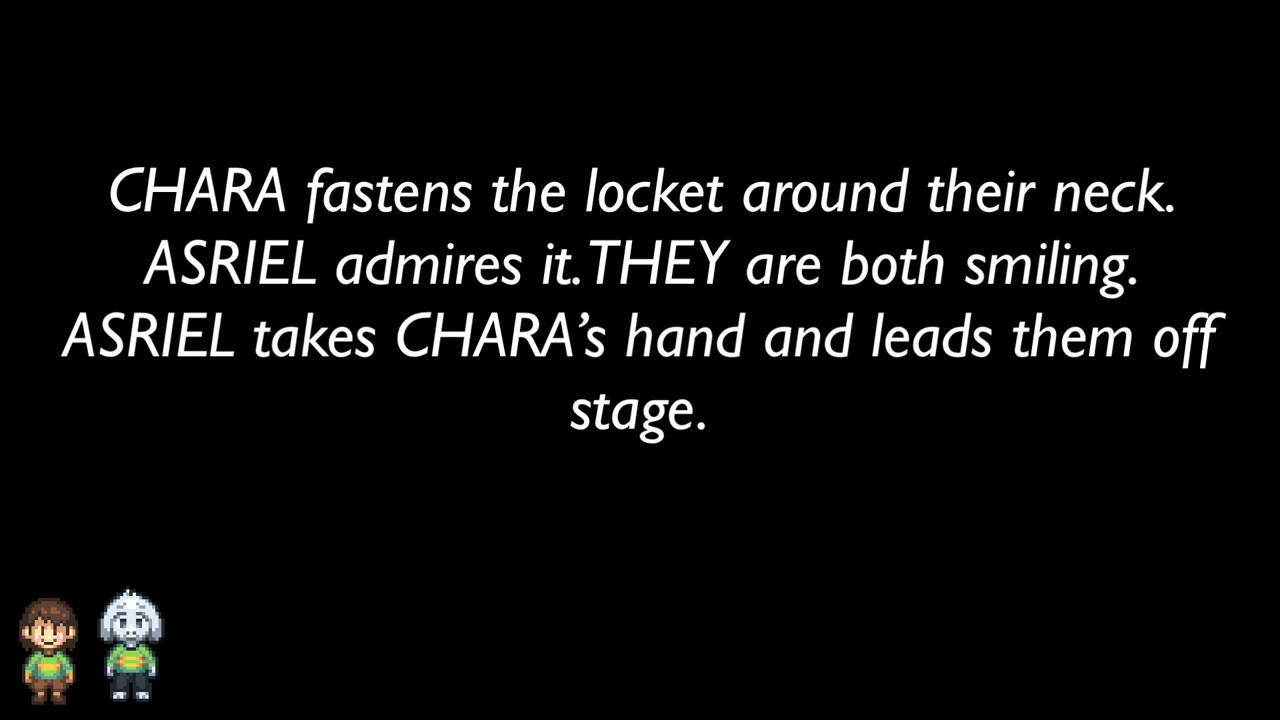 CHARA fastens the locket around their neck.
ASRIEL admires it. THEY are both smiling.
ASRIEL takes CHARA’s hand and leads them off
stage.